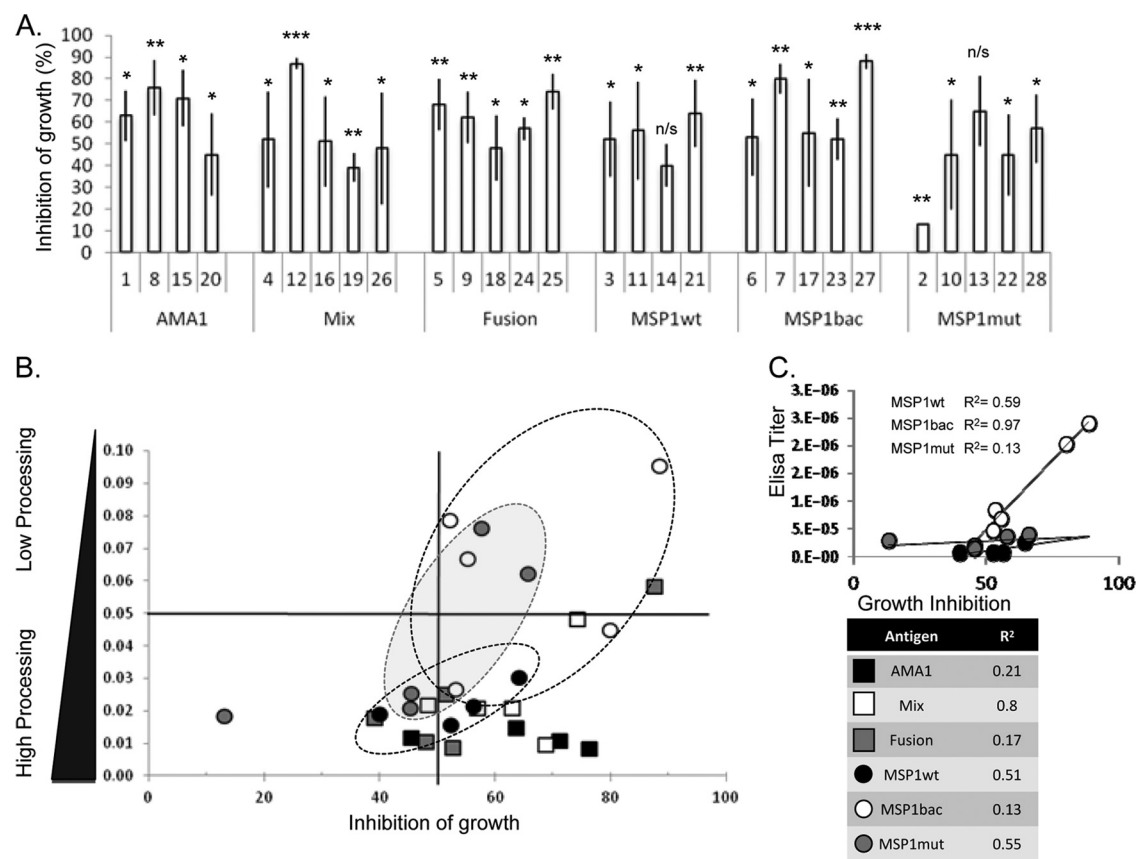 A.
Inhibition of growth (%)
100
90
80
70
60
50
40
30
20
10
0
* ** * * * *** * ** * ** ** * * ** * * n/s ** * ** * ** *** ** * n/s * *
1 8 15 20 4 12 16 19 26 5 9 18 24 25 3 11 14 21 6 7 17 23 27 2 10 13 22 28
AMA1 Mix Fusion MSP1wt MSP1bac MSP1mut
B.
Low Processing
High Processing
0.10
0.09
0.08
0.07
0.06
0.05
0.04
0.03
0.02
0.01
0.00
0 20 40 60 80 100
Inhibition of growth
C.
Elisa Titer
3.E-06
2.E-06
2.E-06
1.E-06
5.E-05
0.E-00
MSP1wt R²= 0.59
MSP1bac R²= 0.97
MSP1mut R²= 0.13
0 50 100
Growth Inhibition
Antigen R²
AMA1 0.21
Mix 0.8
Fusion 0.17
MSP1wt 0.51
MSP1bac 0.13
MSP1mut 0.55